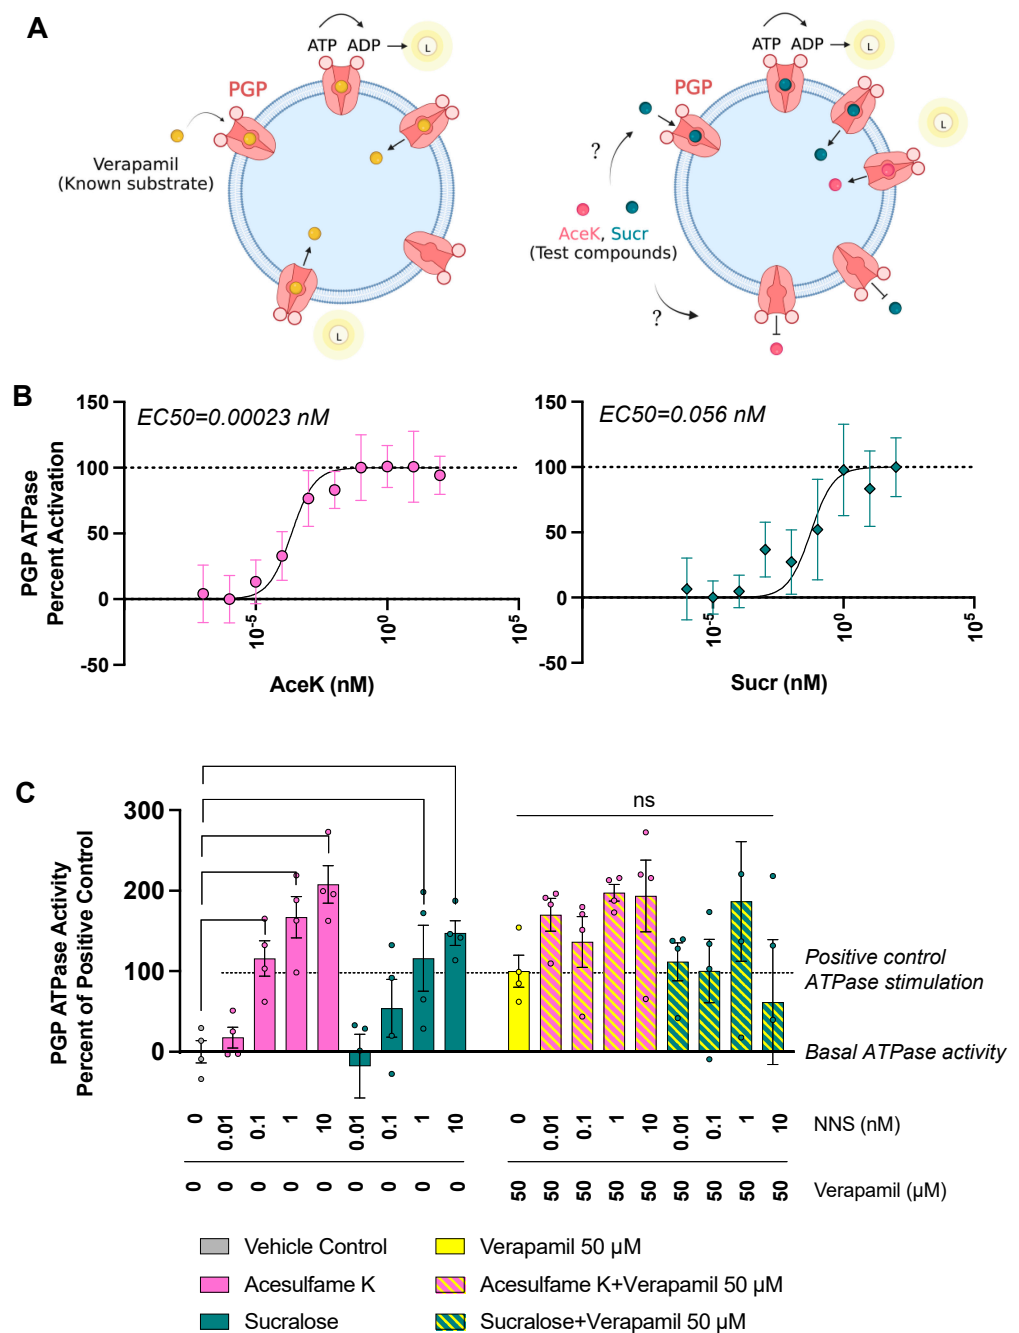 A
ATP ADP
L
PGP
Verapamil
(Known substrate)
L
ATP ADP
L
PGP
L
?
AceK, Sucr
(Test compounds)
?
B
PGP ATPase
Percent Activation
150
100
50
0
-50
EC50=0.00023 nM
10-5
100
105
AceK (nM)
150
100
50
0
-50
EC50=0.056 nM
10-5
100
105
Sucr (nM)
C
PGP ATPase Activity
Percent of Positive Control
300
200
100
0
ns
Positive control
ATPase stimulation
Basal ATPase activity
0 0.01 0.1 1 10 0.01 0.1 1 10 0 0.01 0.1 1 10 0.01 0.1 1 10 NNS (nM)
0 0 0 0 0 0 0 0 0 50 50 50 50 50 50 50 50 50 Verapamil (µM)
Vehicle Control
Verapamil 50 µM
Acesulfame K
Acesulfame K+Verapamil 50 µM
Sucralose
Sucralose+Verapamil 50 µM